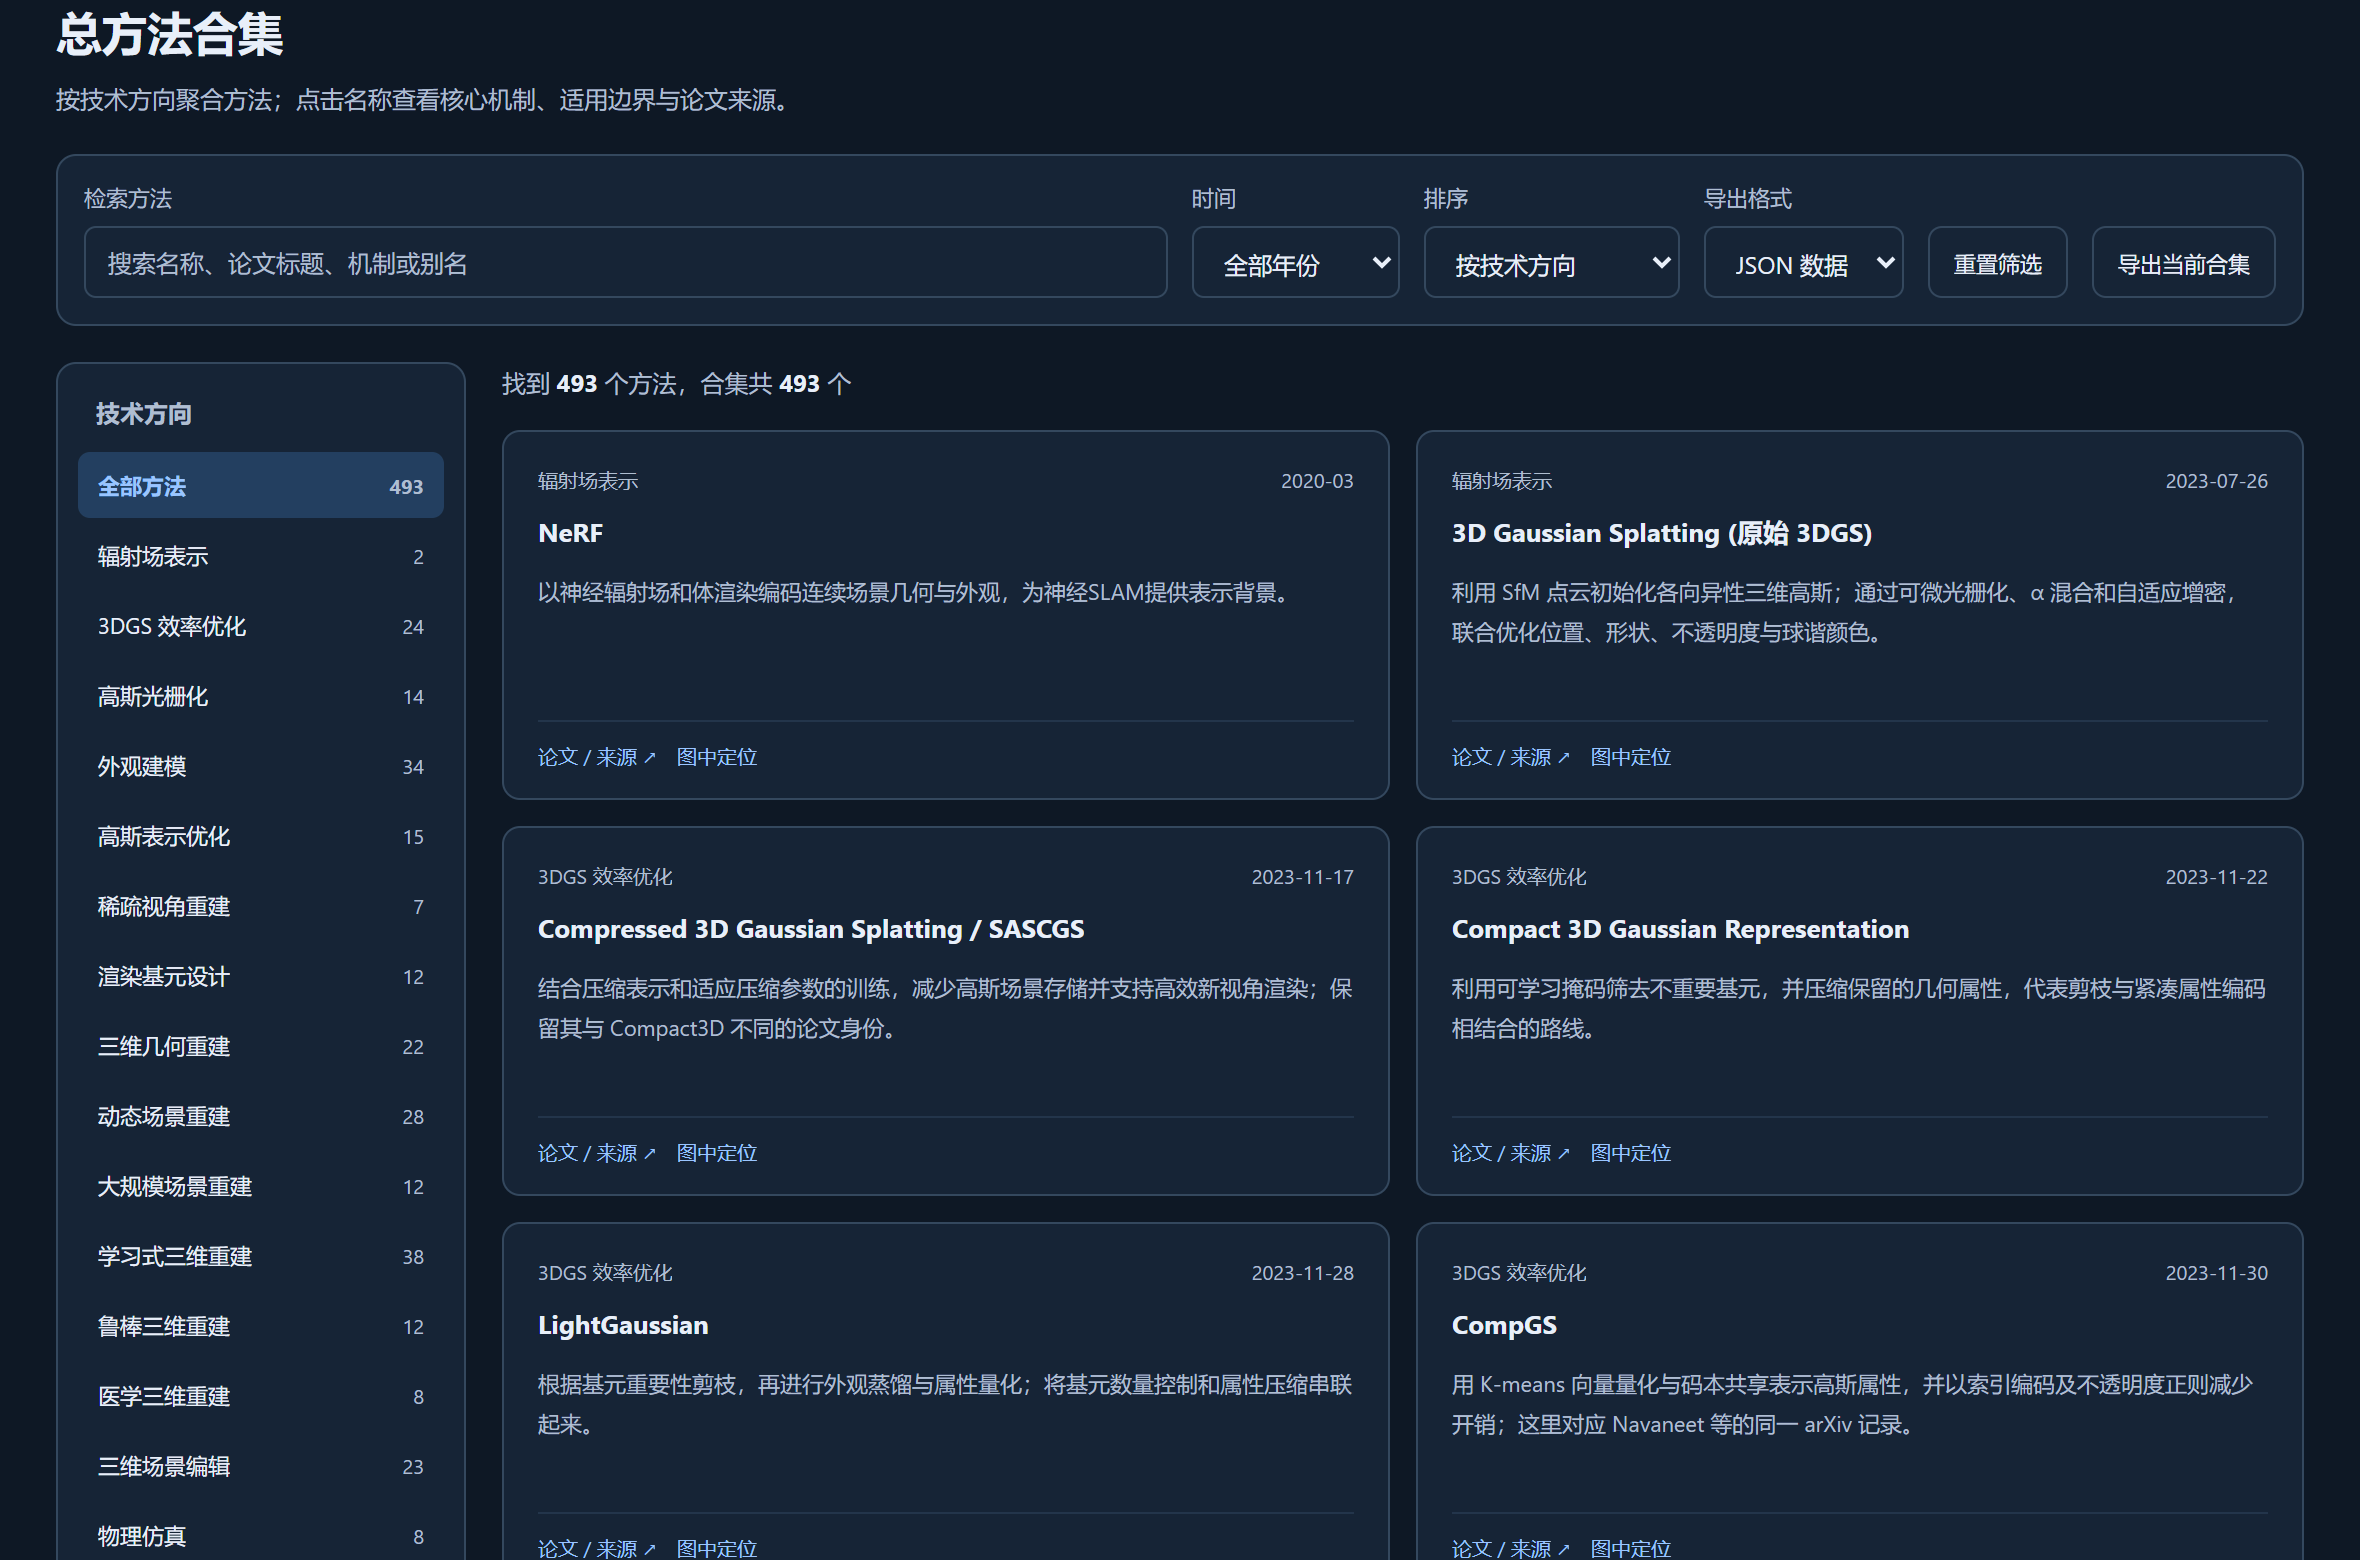 总方法合集
按技术方向聚合方法；点击名称查看核心机制、适用边界与论文来源。
检索方法
搜索名称、论文标题、机制或别名
时间
全部年份
排序
按技术方向
导出格式
JSON 数据
重置筛选
导出当前合集
技术方向
全部方法 493
辐射场表示 2
3DGS 效率优化 24
高斯光栅化 14
外观建模 34
高斯表示优化 15
稀疏视角重建 7
渲染基元设计 12
三维几何重建 22
动态场景重建 28
大规模场景重建 12
学习式三维重建 38
鲁棒三维重建 12
医学三维重建 8
三维场景编辑 23
物理仿真 8
找到 493 个方法，合集共 493 个
辐射场表示 2020-03
NeRF
以神经辐射场和体渲染编码连续场景几何与外观，为神经SLAM提供表示背景。
论文 / 来源 ↗ 图中定位
辐射场表示 2023-07-26
3D Gaussian Splatting (原始 3DGS)
利用 SfM 点云初始化各向异性三维高斯；通过可微光栅化、α 混合和自适应增密，
联合优化位置、形状、不透明度与球谐颜色。
论文 / 来源 ↗ 图中定位
3DGS 效率优化 2023-11-17
Compressed 3D Gaussian Splatting / SASCGS
结合压缩表示和适应压缩参数的训练，减少高斯场景存储并支持高效新视角渲染；保
留其与 Compact3D 不同的论文身份。
论文 / 来源 ↗ 图中定位
3DGS 效率优化 2023-11-22
Compact 3D Gaussian Representation
利用可学习掩码筛去不重要基元，并压缩保留的几何属性，代表剪枝与紧凑属性编码
相结合的路线。
论文 / 来源 ↗ 图中定位
3DGS 效率优化 2023-11-28
LightGaussian
根据基元重要性剪枝，再进行外观蒸馏与属性量化；将基元数量控制和属性压缩串联
起来。
论文 / 来源 ↗ 图中定位
3DGS 效率优化 2023-11-30
CompGS
用 K-means 向量量化与码本共享表示高斯属性，并以索引编码及不透明度正则减少
开销；这里对应 Navaneet 等的同一 arXiv 记录。
论文 / 来源 ↗ 图中定位